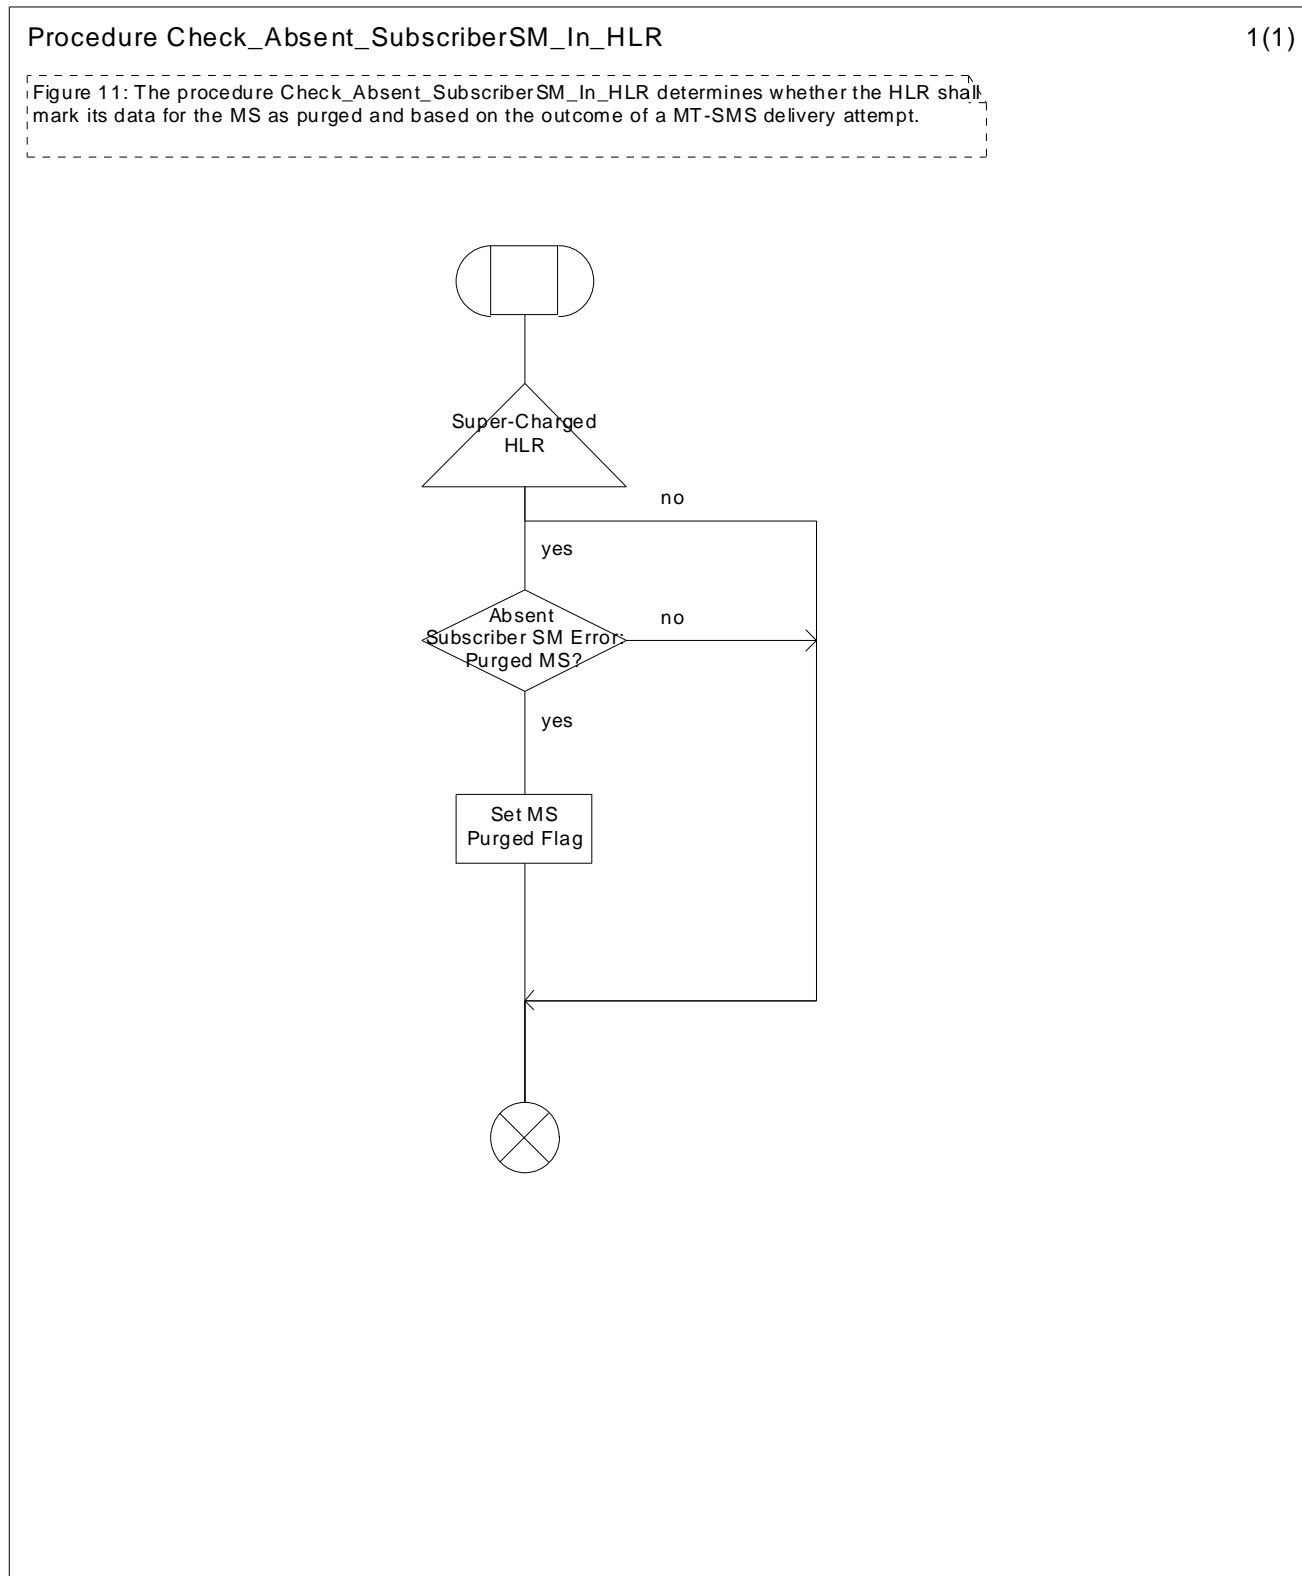 Procedure Check_Absent_SubscriberSM_In_HLR
1(1)
Figure 11: The procedure Check_Absent_SubscriberSM_In_HLR determines whether the HLR shall
mark its data for the MS as purged and based on the outcome of a MT-SMS delivery attempt.
Super-Charged
HLR
no
yes
Absent
Subscriber SM Error:
Purged MS?
no
yes
Set MS
Purged Flag